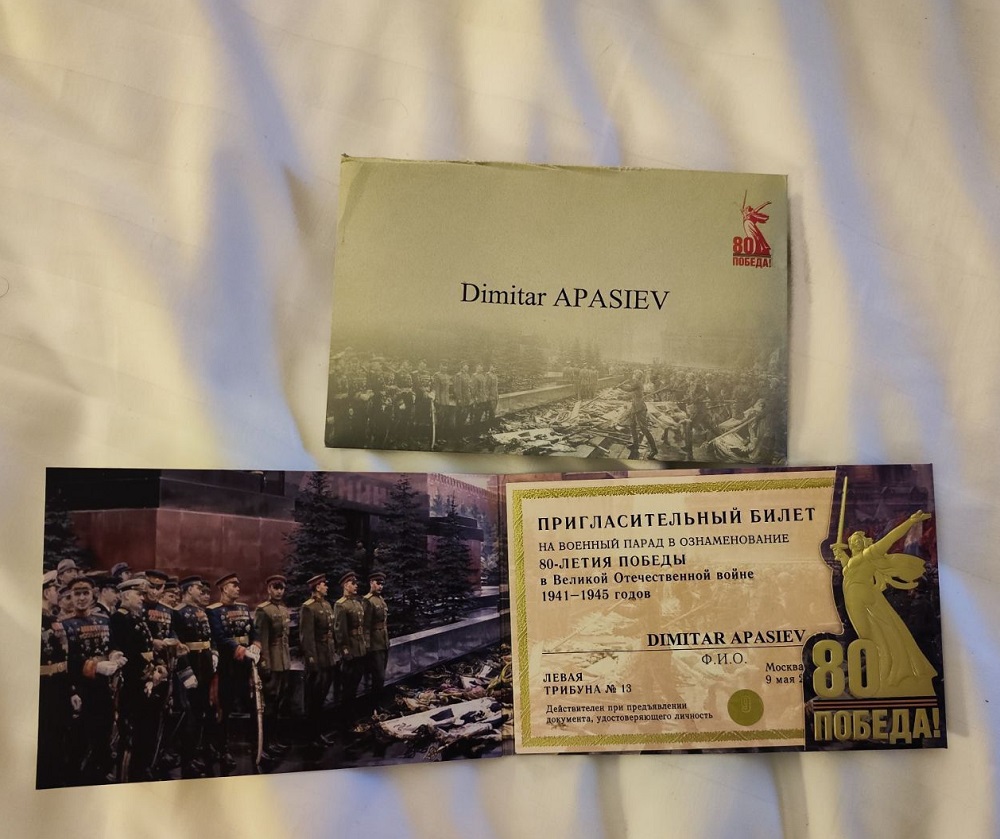 80
ПОБЕДА!
Dimitar APASIEV
ПРИГЛАСИТЕЛЬНЫЙ БИЛЕТ
НА ВОЕННЫЙ ПАРАД В ОЗНАМЕНОВАНИЕ
80-ЛЕТИЯ ПОБЕДЫ
в Великой Отечественной войне
1941—1945 годов
DIMITAR APASIEV
Ф.И.О.
ЛЕВАЯ
ТРИБУНА № 13
Москва
9 мая
Действителен при предъявлении
документа, удостоверяющего личность
80
ПОБЕДА!